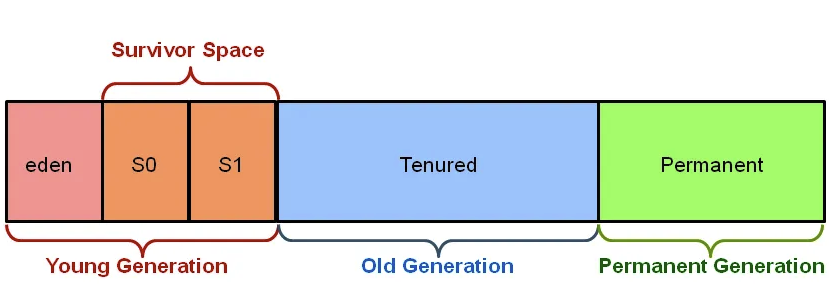 Survivor Space
eden
S0
S1
Tenured
Permanent
Young Generation
Old Generation
Permanent Generation